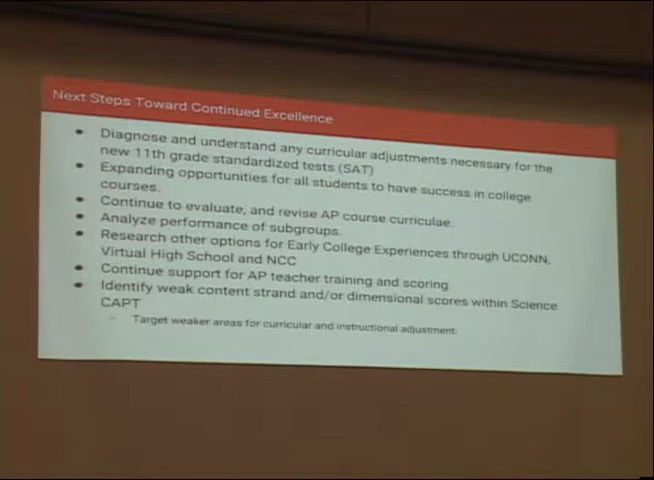 Next Steps Toward Continued Excellence
• Diagnose and understand any curricular adjustments necessary for the
new 11th grade standardized tests (SAT)
• Expanding opportunities for all students to have success in college
courses.
• Continue to evaluate, and revise AP course curriculae.
• Analyze performance of subgroups.
• Research other options for Early College Experiences through UCONN,
Virtual High School and NCC
• Continue support for AP teacher training and scoring
• Identify weak content strand and/or dimensional scores within Science
CAPT
– Target weaker areas for curricular and instructional adjustment.